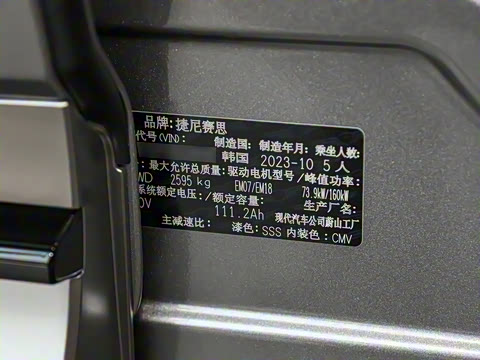 品牌:捷尼赛思
代号(VIN): 制造国: 制造年月: 乘坐人数:
韩国 2023-10 5 人
: 最大允许总质量: 驱动电机型号/峰值功率:
WD 2595 kg EM07/EM18 73.9kW/160kW
系统额定电压:/额定容量: 生产厂名:
0V 111.2Ah 现代汽车公司蔚山工厂
主减速比: 漆色: SSS 内装色: CMV